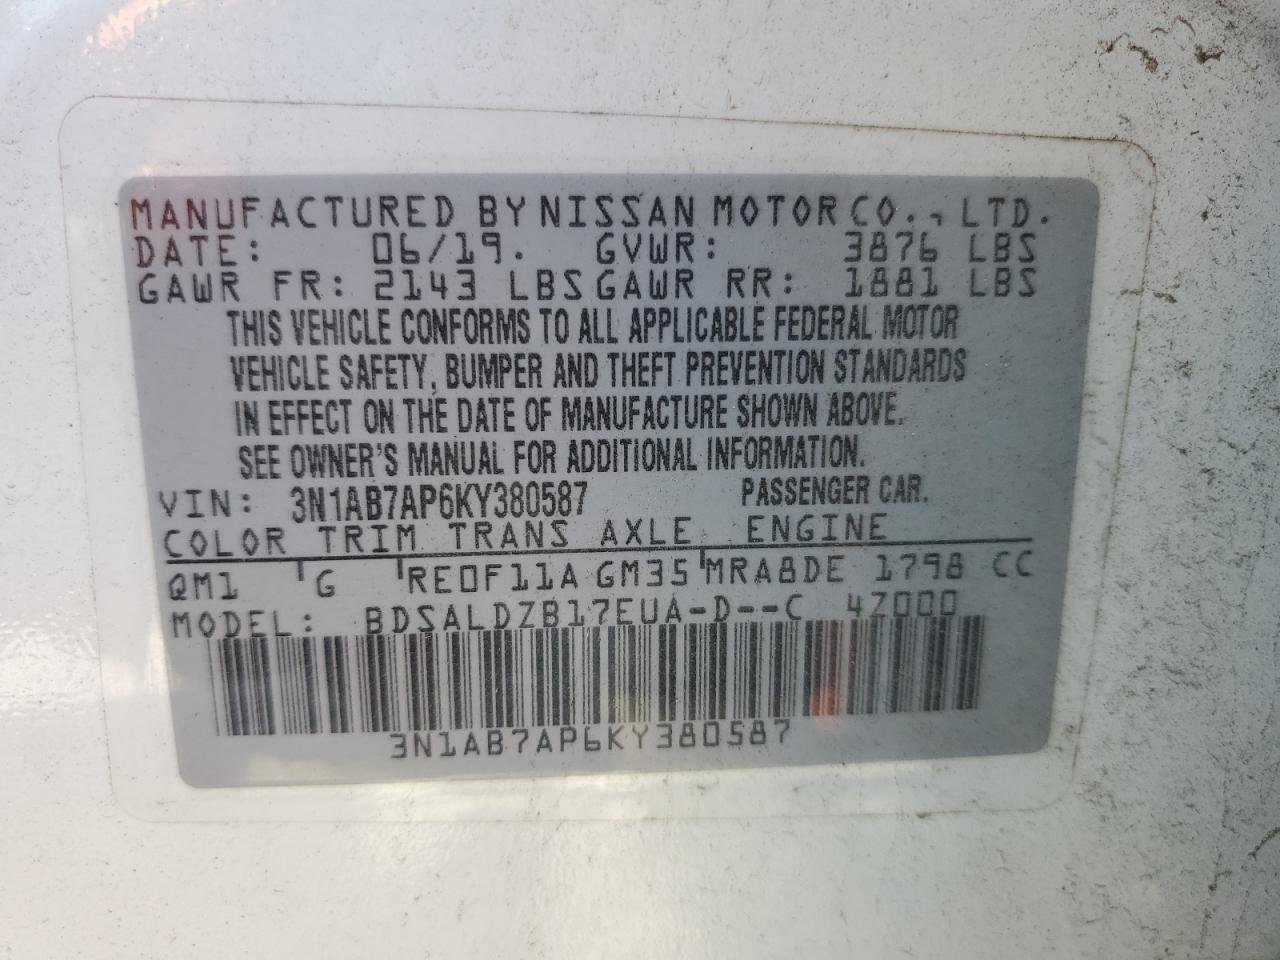 MANUFACTURED BY NISSAN MOTOR CO., LTD.
DATE: 06/19. GVWR: 3876 LBS
GAWR FR: 2143 LBS GAWR RR: 1881 LBS
THIS VEHICLE CONFORMS TO ALL APPLICABLE FEDERAL MOTOR
VEHICLE SAFETY, BUMPER AND THEFT PREVENTION STANDARDS
IN EFFECT ON THE DATE OF MANUFACTURE SHOWN ABOVE.
SEE OWNER'S MANUAL FOR ADDITIONAL INFORMATION.
VIN: 3N1AB7AP6KY380587 PASSENGER CAR.
COLOR TRIM TRANS AXLE ENGINE
QM1 G RE0F11A GM35 MRA8DE 1798 CC
MODEL: BDSALDZB17EUA-D--C 4Z000
3N1AB7AP6KY380587